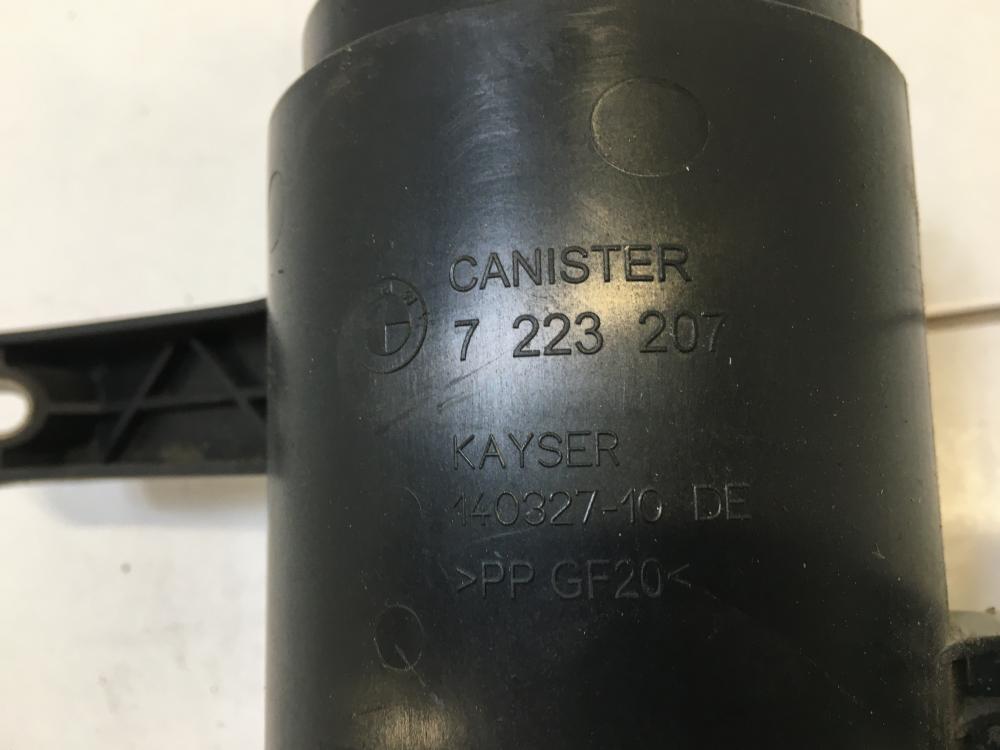 CANISTER
7 223 207
KAYSER
140327-10 DE
>PP GF20<